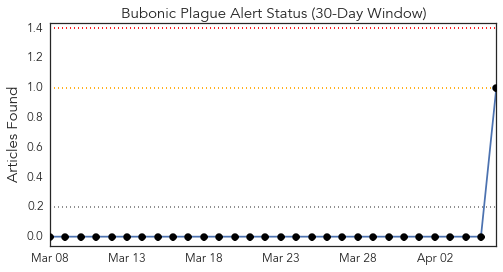 Bubonic Plague Alert Status (30-Day Window)
Articles Found
1.4
1.2
1.0
0.8
0.6
0.4
0.2
0.0
Mar 08 Mar 13 Mar 18 Mar 23 Mar 28 Apr 02